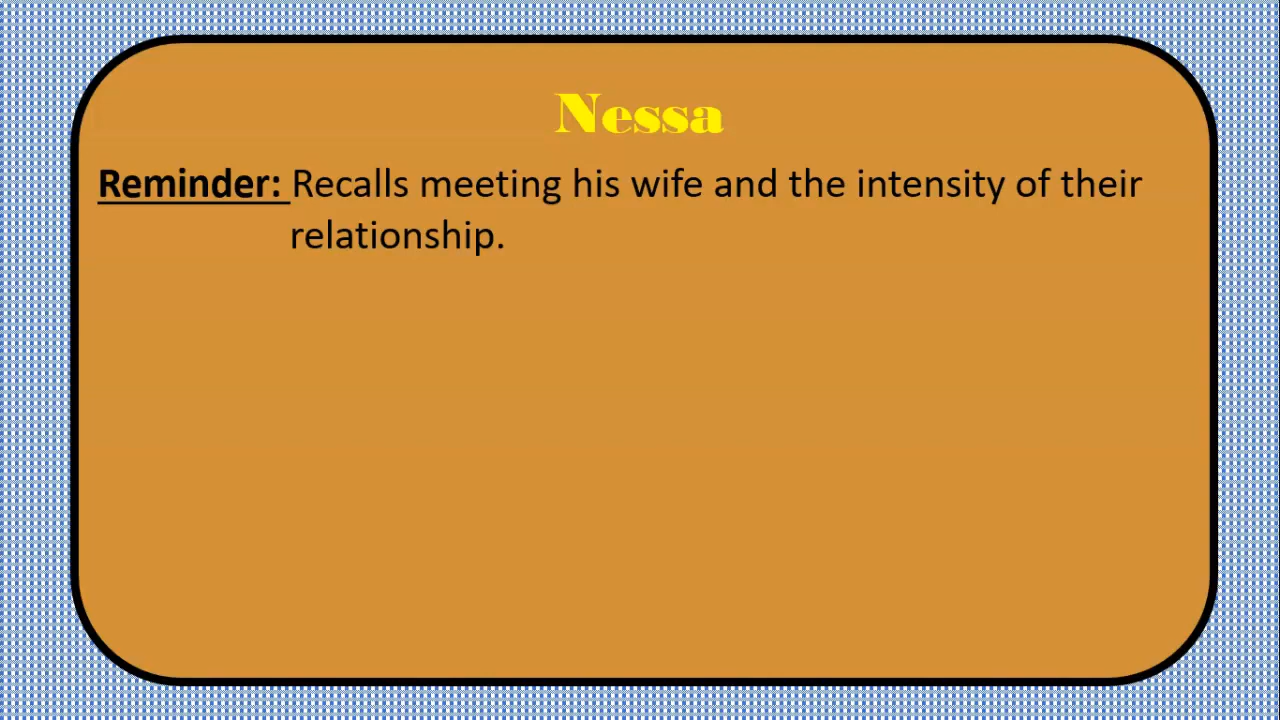 Nessa
Reminder: Recalls meeting his wife and the intensity of their
relationship.